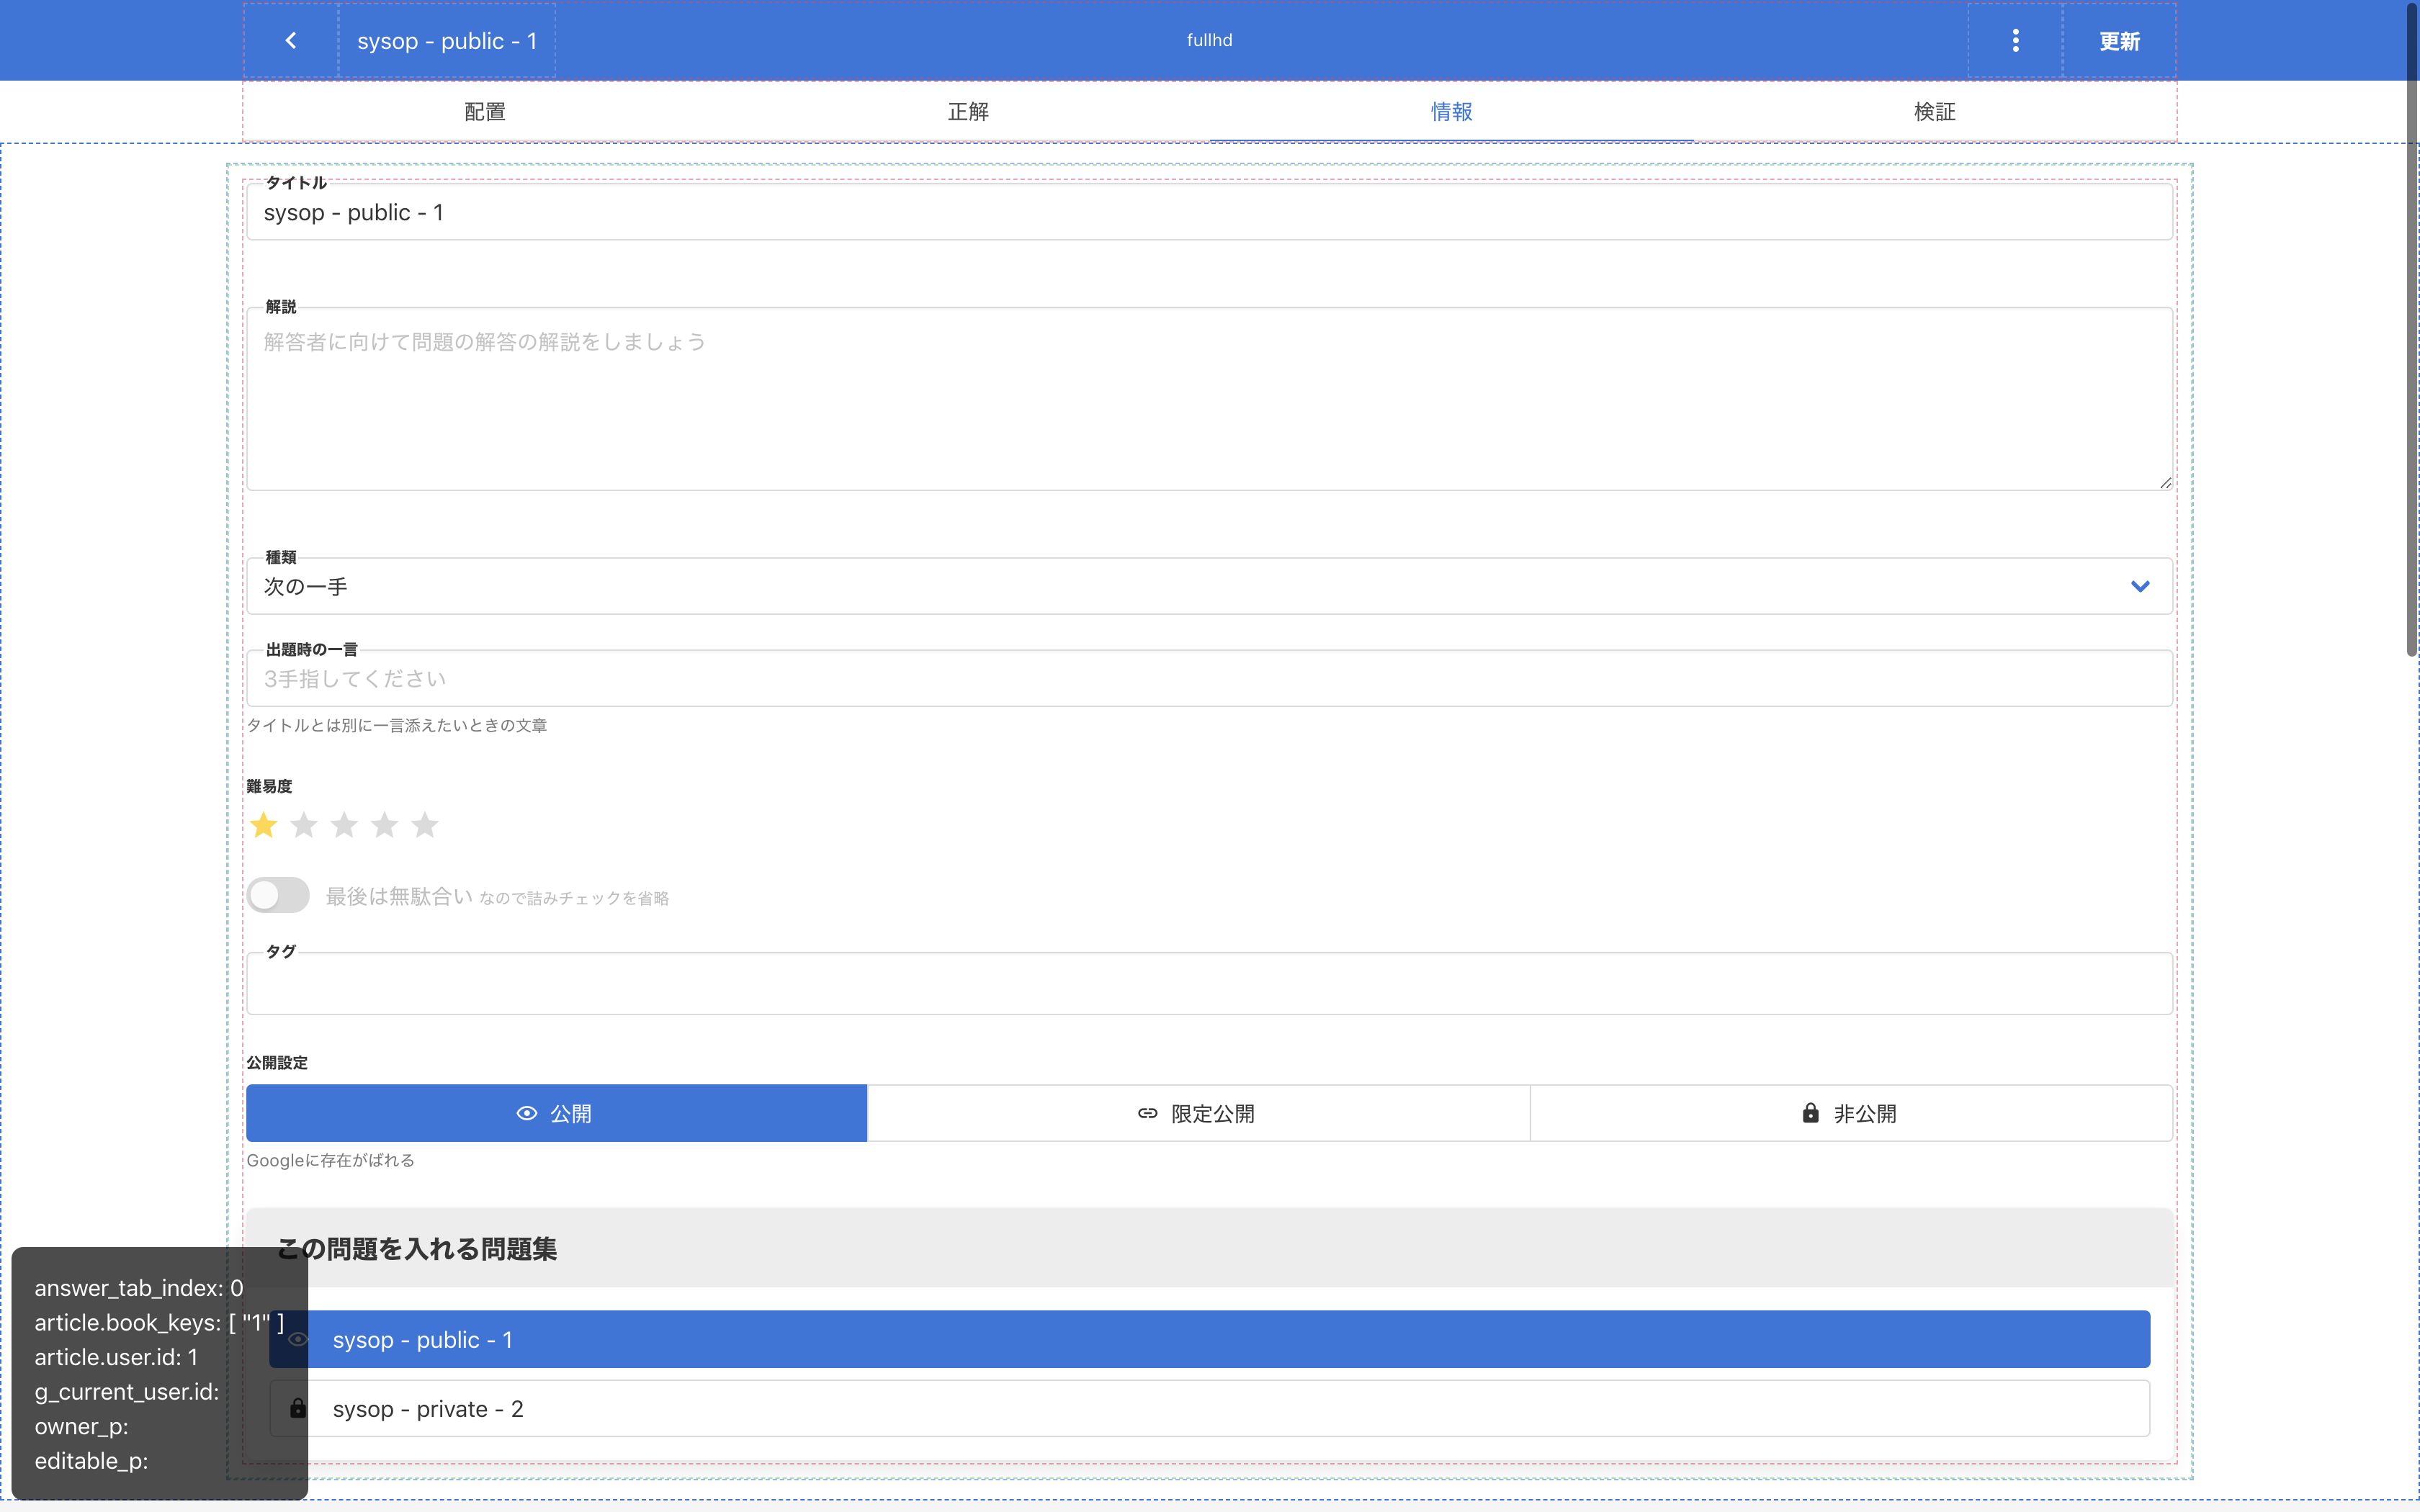 sysop - public - 1
fullhd
更新
配置
正解
情報
検証
タイトル
sysop - public - 1
解説
解答者に向けて問題の解答の解説をしましょう
種類
次の一手
出題時の一言
3手指してください
タイトルとは別に一言添えたいときの文章
難易度
最後は無駄合い なので詰みチェックを省略
タグ
公開設定
公開
限定公開
非公開
Googleに存在がばれる
この問題を入れる問題集
sysop - public - 1
sysop - private - 2
answer_tab_index: 0
article.book_keys: [ "1" ]
article.user.id: 1
g_current_user.id:
owner_p:
editable_p: